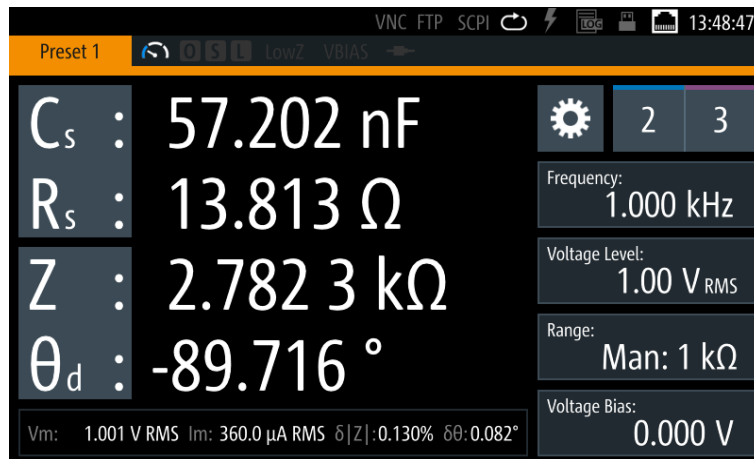 VNC FTP SCPI LOG 13:48:47
Preset 1 O S L LowZ VBIAS
Cs : 57.202 nF
Rs : 13.813 Ω
Z : 2.782 3 kΩ
θd : -89.716 °
Vm: 1.001 V RMS Im: 360.0 µA RMS δ|Z|:0.130% δθ:0.082°
2 3
Frequency:
1.000 kHz
Voltage Level:
1.00 V RMS
Range:
Man: 1 kΩ
Voltage Bias:
0.000 V